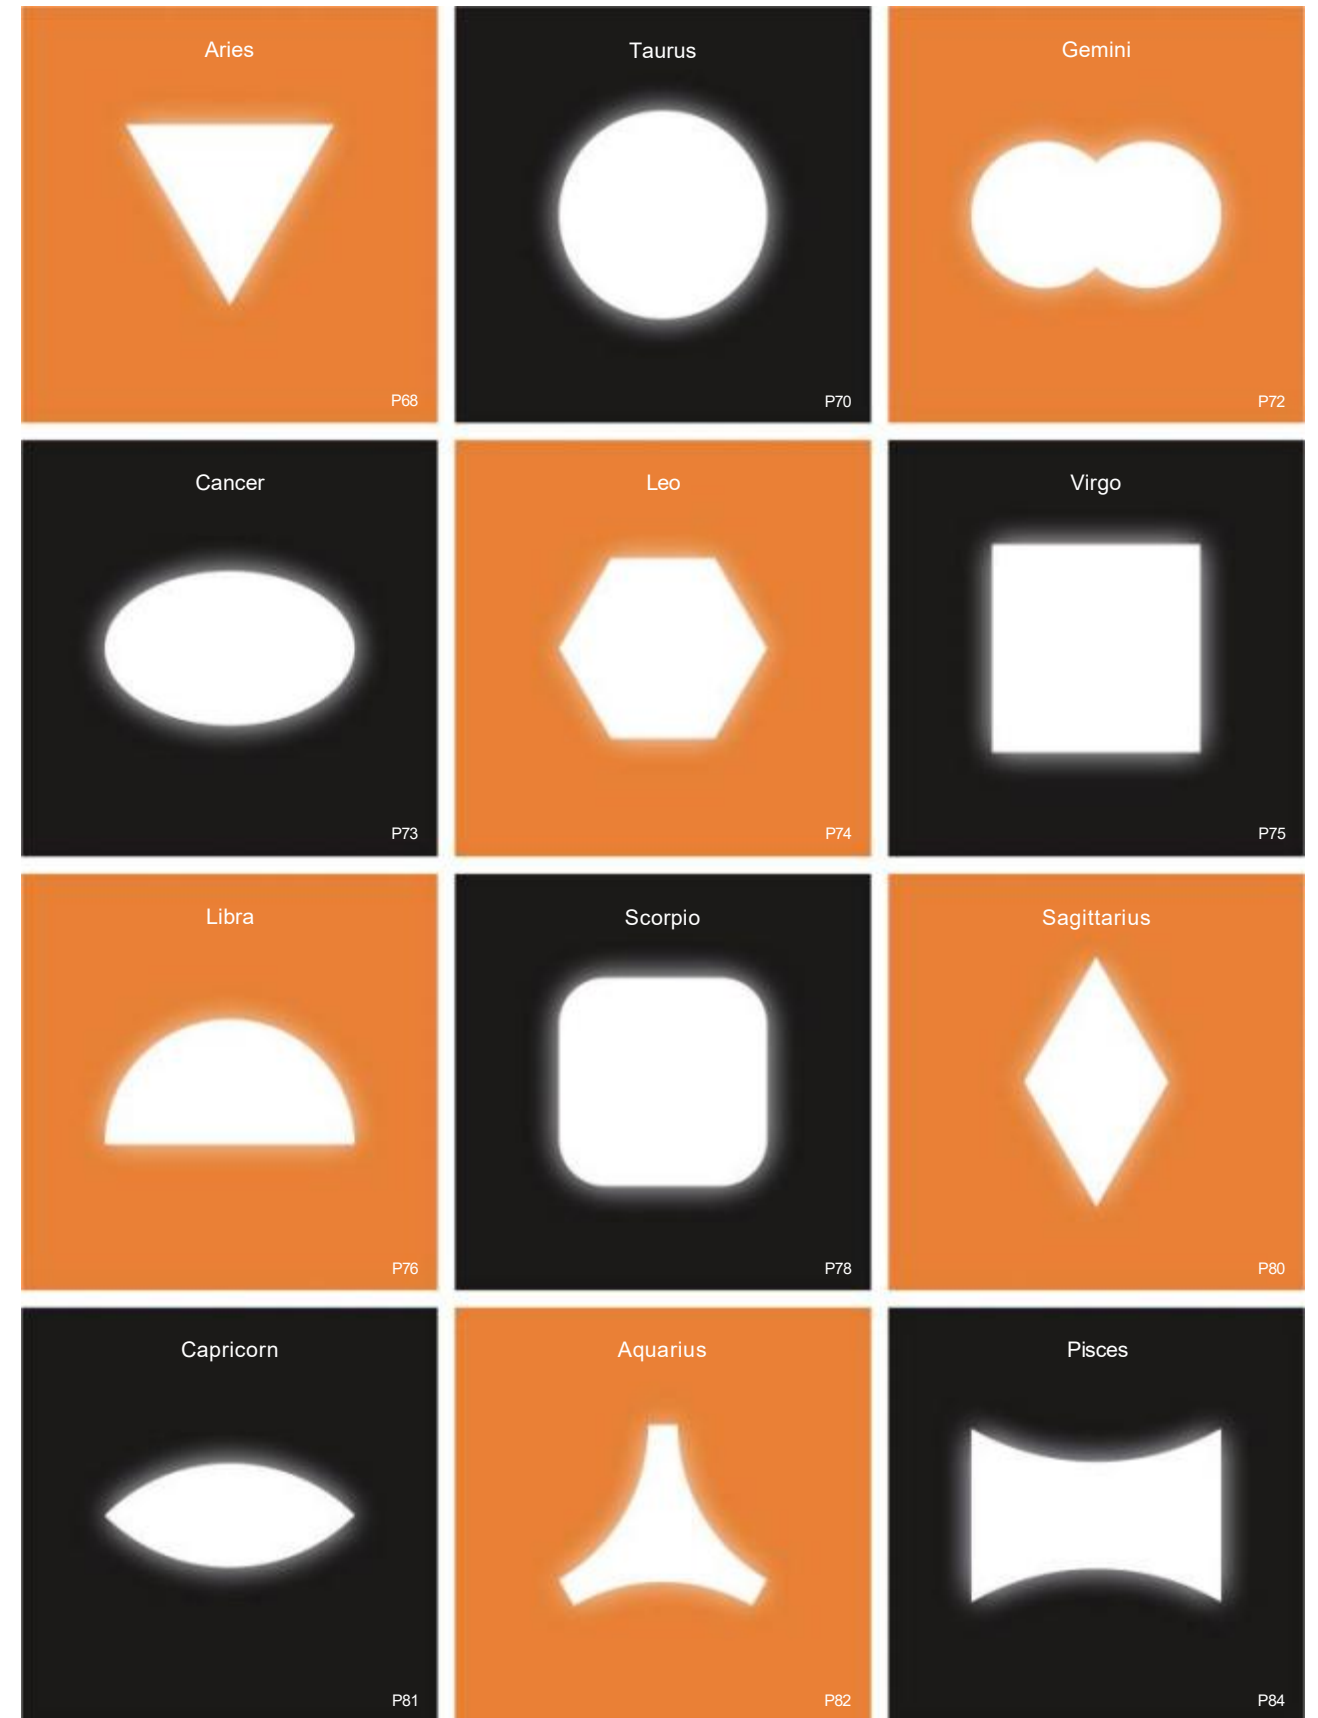 Aries
Taurus
Gemini
P68
P70
P72
Cancer
Leo
Virgo
P73
P74
P75
Libra
Scorpio
Sagittarius
P76
P78
P80
Capricorn
Aquarius
Pisces
P81
P82
P84